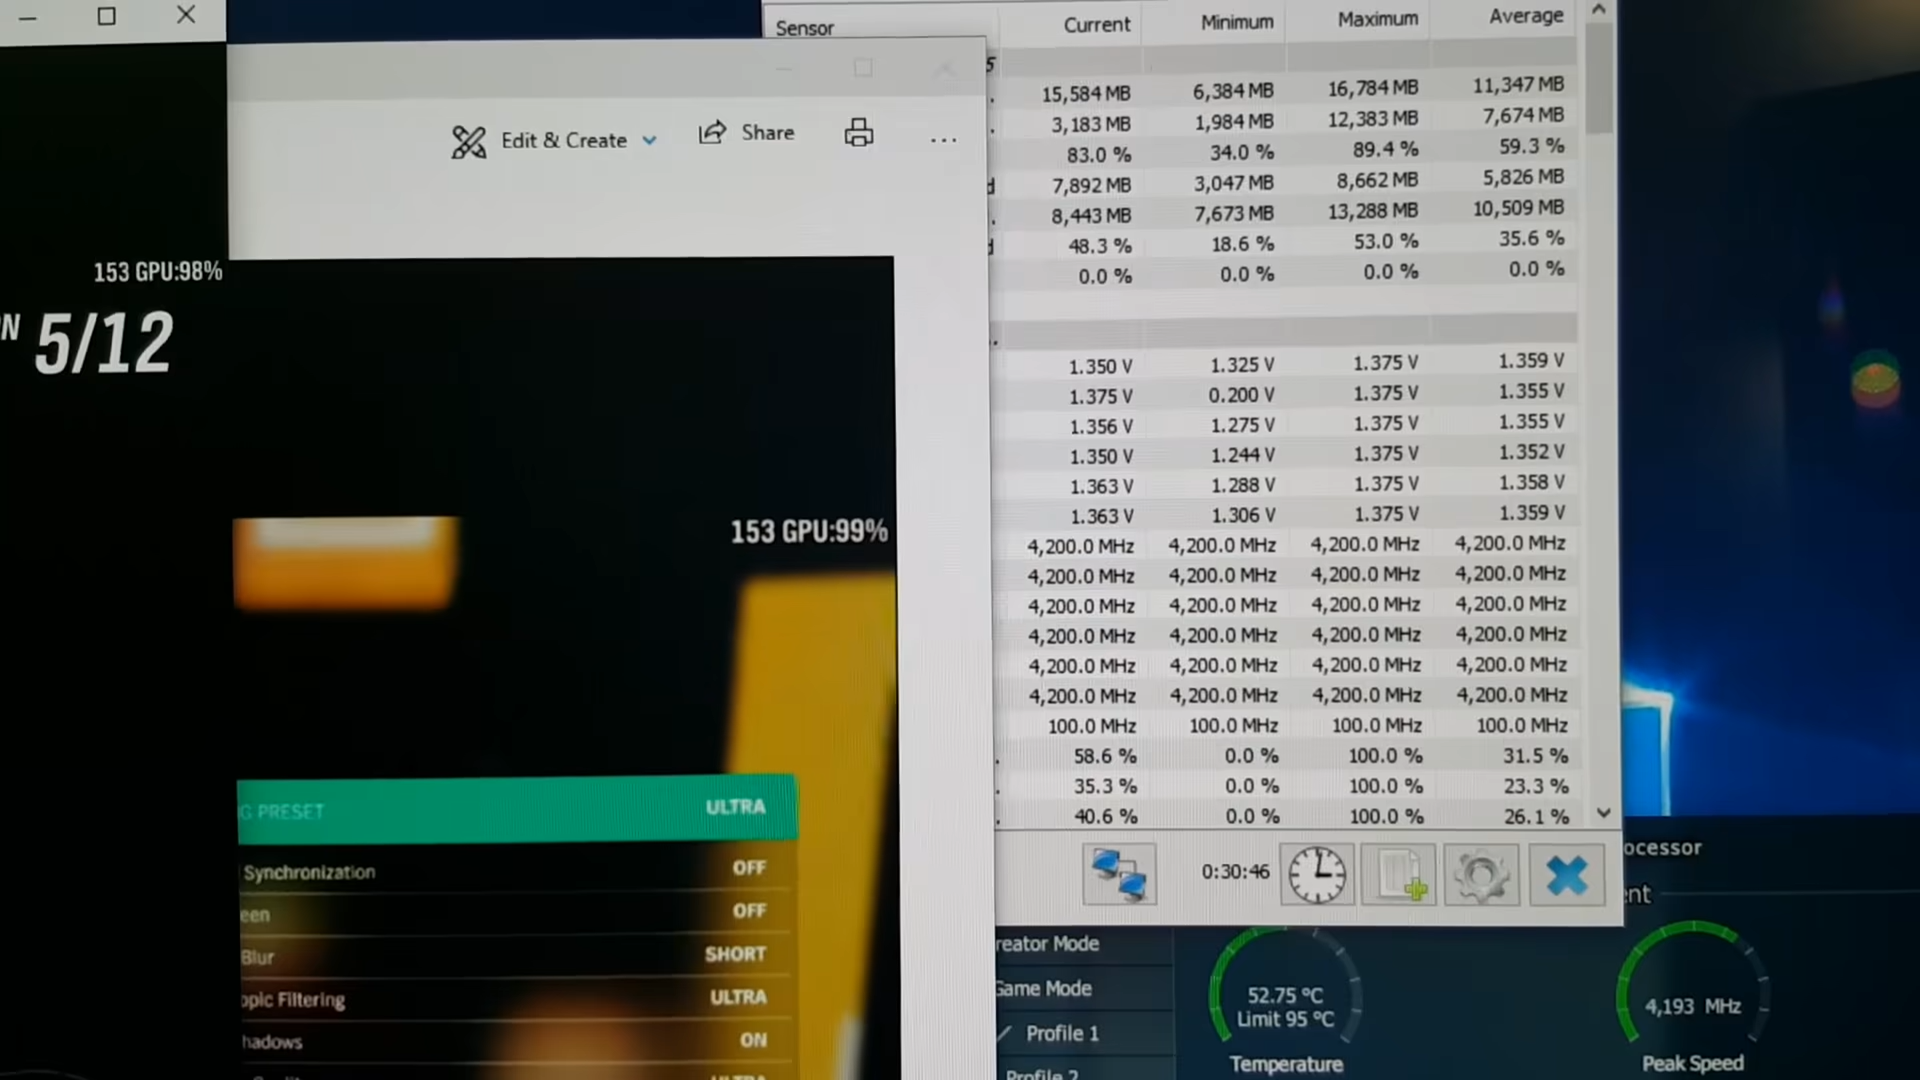 Sensor Current Minimum Maximum Average
5
15,584 MB 6,384 MB 16,784 MB 11,347 MB
3,183 MB 1,984 MB 12,383 MB 7,674 MB
83.0 % 34.0 % 89.4 % 59.3 %
d 7,892 MB 3,047 MB 8,662 MB 5,826 MB
8,443 MB 7,673 MB 13,288 MB 10,509 MB
d 48.3 % 18.6 % 53.0 % 35.6 %
0.0 % 0.0 % 0.0 % 0.0 %
1.350 V 1.325 V 1.375 V 1.359 V
1.375 V 0.200 V 1.375 V 1.355 V
1.356 V 1.275 V 1.375 V 1.355 V
1.350 V 1.244 V 1.375 V 1.352 V
1.363 V 1.288 V 1.375 V 1.358 V
1.363 V 1.306 V 1.375 V 1.359 V
4,200.0 MHz 4,200.0 MHz 4,200.0 MHz 4,200.0 MHz
4,200.0 MHz 4,200.0 MHz 4,200.0 MHz 4,200.0 MHz
4,200.0 MHz 4,200.0 MHz 4,200.0 MHz 4,200.0 MHz
4,200.0 MHz 4,200.0 MHz 4,200.0 MHz 4,200.0 MHz
4,200.0 MHz 4,200.0 MHz 4,200.0 MHz 4,200.0 MHz
4,200.0 MHz 4,200.0 MHz 4,200.0 MHz 4,200.0 MHz
100.0 MHz 100.0 MHz 100.0 MHz 100.0 MHz
58.6 % 0.0 % 100.0 % 31.5 %
35.3 % 0.0 % 100.0 % 23.3 %
40.6 % 0.0 % 100.0 % 26.1 %
0:30:46
Edit & Create Share ...
153 GPU:98%
N 5/12
153 GPU:99%
G PRESET ULTRA
Synchronization OFF
een OFF
Blur SHORT
opic Filtering ULTRA
hadows ON
ULTRA
ocessor
ent
reator Mode
Game Mode
Profile 1
Profile 2
52.75 °C
Limit 95 °C
Temperature
4,193 MHz
Peak Speed